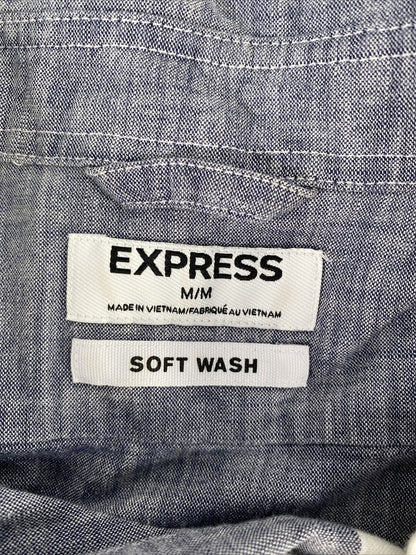 EXPRESS
M/M
MADE IN VIETNAM/FABRIQUÉ AU VIETNAM
SOFT WASH